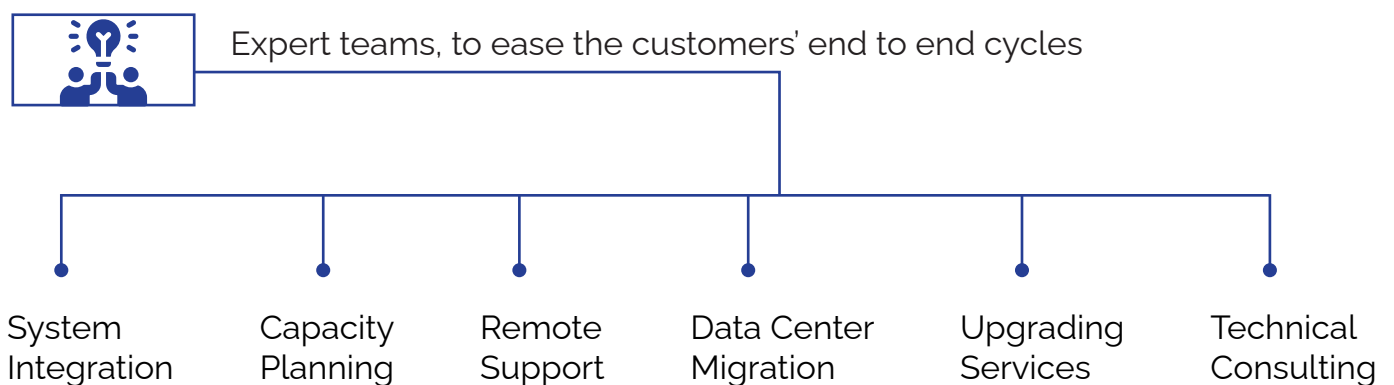 Expert teams, to ease the customers’ end to end cycles
System
Integration
Capacity
Planning
Remote
Support
Data Center
Migration
Upgrading
Services
Technical
Consulting